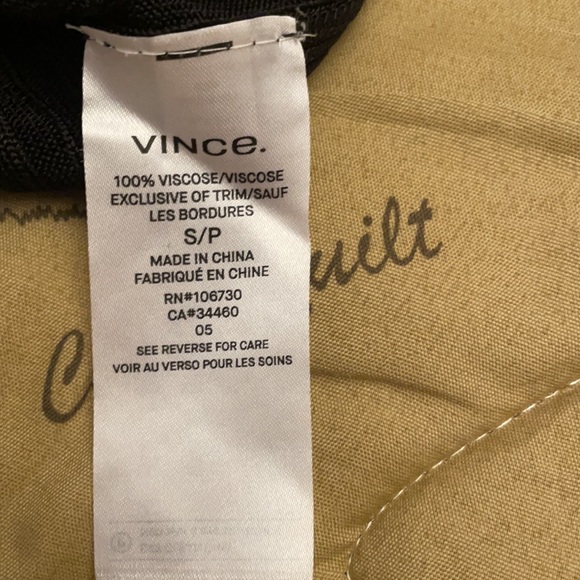 VINCe.
100% VISCOSE/VISCOSE
EXCLUSIVE OF TRIM/SAUF
LES BORDURES
S/P
MADE IN CHINA
FABRIQUÉ EN CHINE
RN#106730
CA#34460
05
SEE REVERSE FOR CARE
VOIR AU VERSO POUR LES SOINS